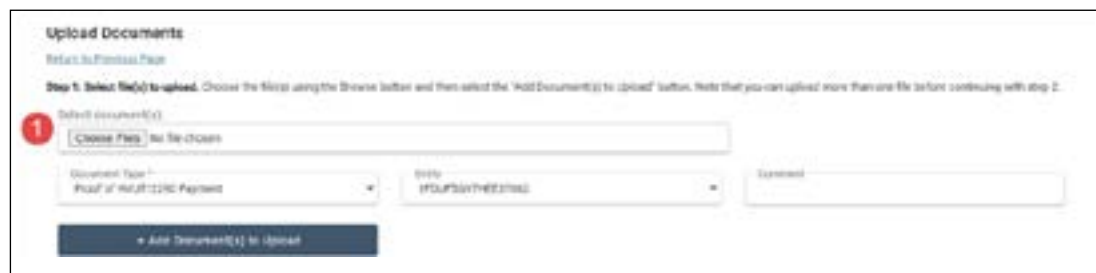 Upload Documents
Return to Previous Page
Step 1: Select file(s) to upload. Choose the file(s) using the Browse button and then select the 'Add Document(s) to Upload' button. Note that you can upload more than one file before continuing with step 2.
Select document(s)
1
Choose Files No file chosen
Document Type *
Entity
Comment
Proof of Payment
+ Add Document(s) to Upload